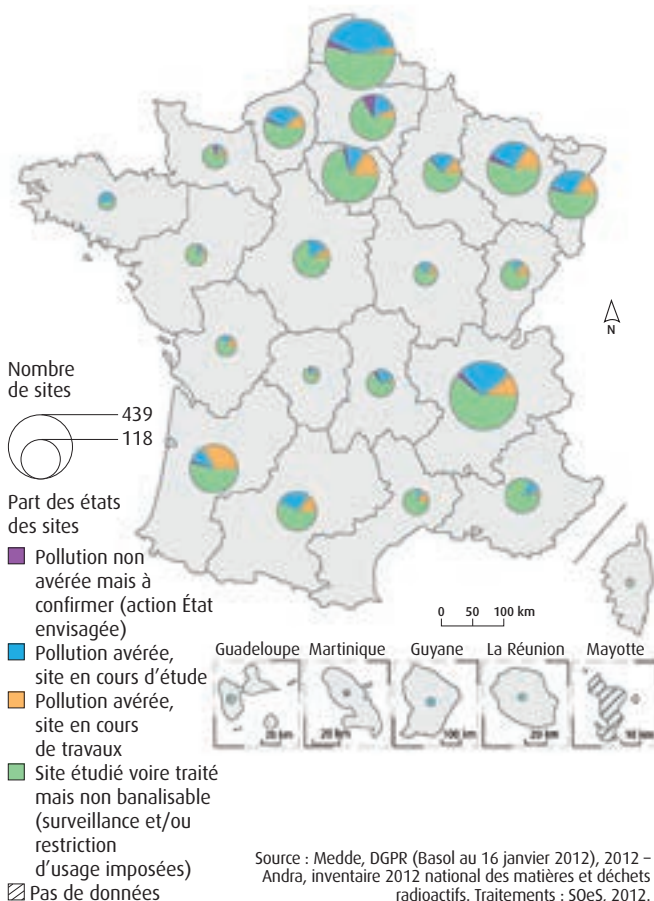 N
Nombre
de sites
439
118
Part des états
des sites
Pollution non
avérée mais à
confirmer (action État
envisagée)
Pollution avérée,
site en cours d'étude
Pollution avérée,
site en cours
de travaux
Site étudié voire traité
mais non banalisable
(surveillance et/ou
restriction
d'usage imposées)
Pas de données
0 50 100 km
Guadeloupe Martinique Guyane La Réunion Mayotte
20 km 20 km 100 km 20 km 10 km
Source : Medde, DGPR (Basol au 16 janvier 2012), 2012 –
Andra, inventaire 2012 national des matières et déchets
radioactifs. Traitements : SOeS, 2012.